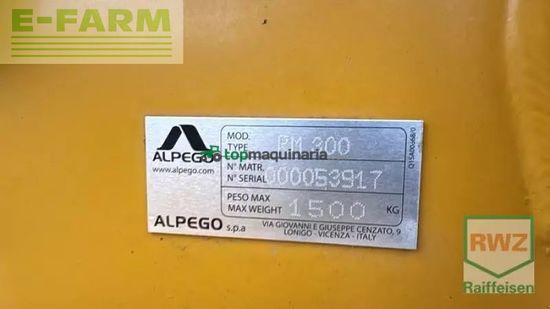 E-FARM
ALPEGO
www.alpego.com
MOD.
TYPE RM 300
topmaquinaria
N° MATR.
N° SERIAL 000053917
PESO MAX
MAX WEIGHT 1500 KG
ALPEGO s.p.a
VIA GIOVANNI E GIUSEPPE CENZATO, 9
LONIGO - VICENZA - ITALY
RWZ
Raiffeisen